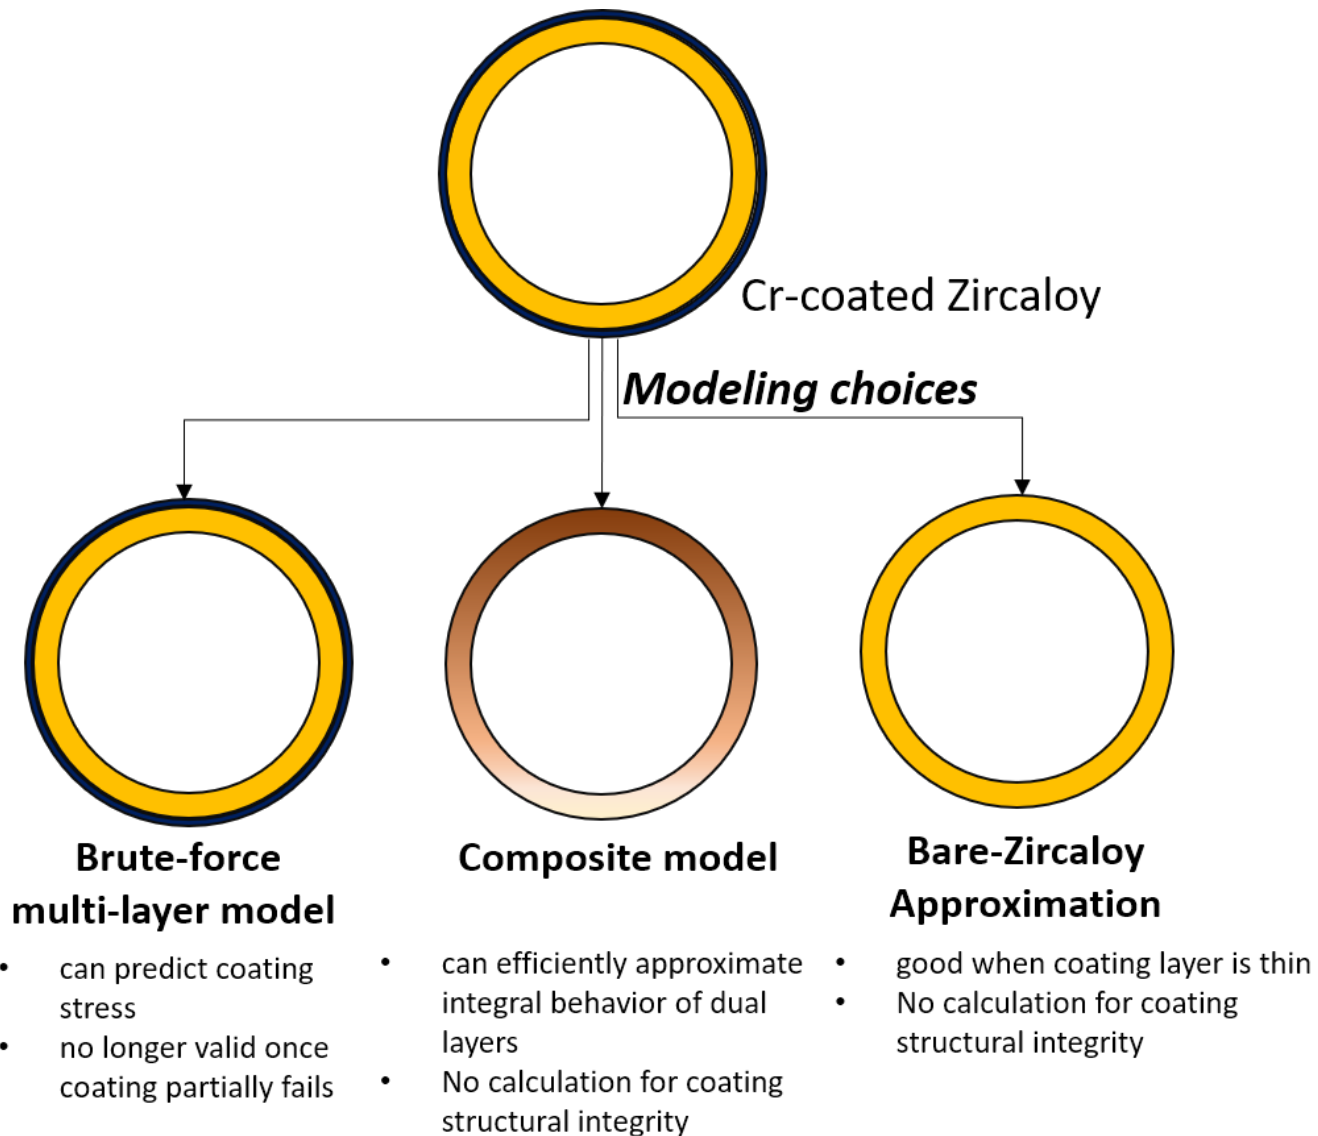 Cr-coated Zircaloy
Modeling choices
Brute-force
multi-layer model
• can predict coating
stress
• no longer valid once
coating partially fails
Composite model
• can efficiently approximate
integral behavior of dual
layers
• No calculation for coating
structural integrity
Bare-Zircaloy
Approximation
• good when coating layer is thin
• No calculation for coating
structural integrity